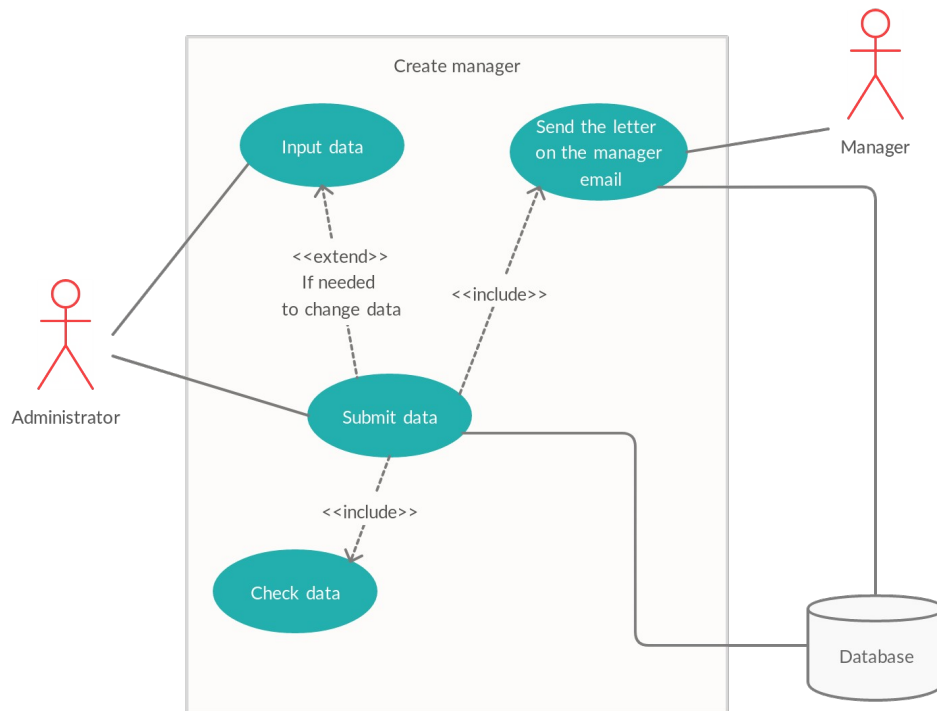 Create manager
Input data
Send the letter
on the manager
email
Manager
<<extend>>
If needed
to change data
<<include>>
Administrator
Submit data
<<include>>
Check data
Database